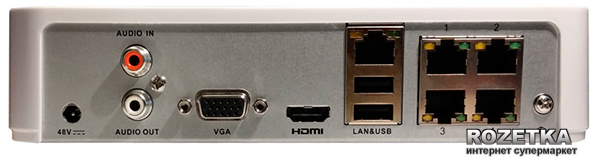 AUDIO IN
1 2
48V
AUDIO OUT
VGA
HDMI
LAN&USB
3
ROZETKA
интернет супермаркет